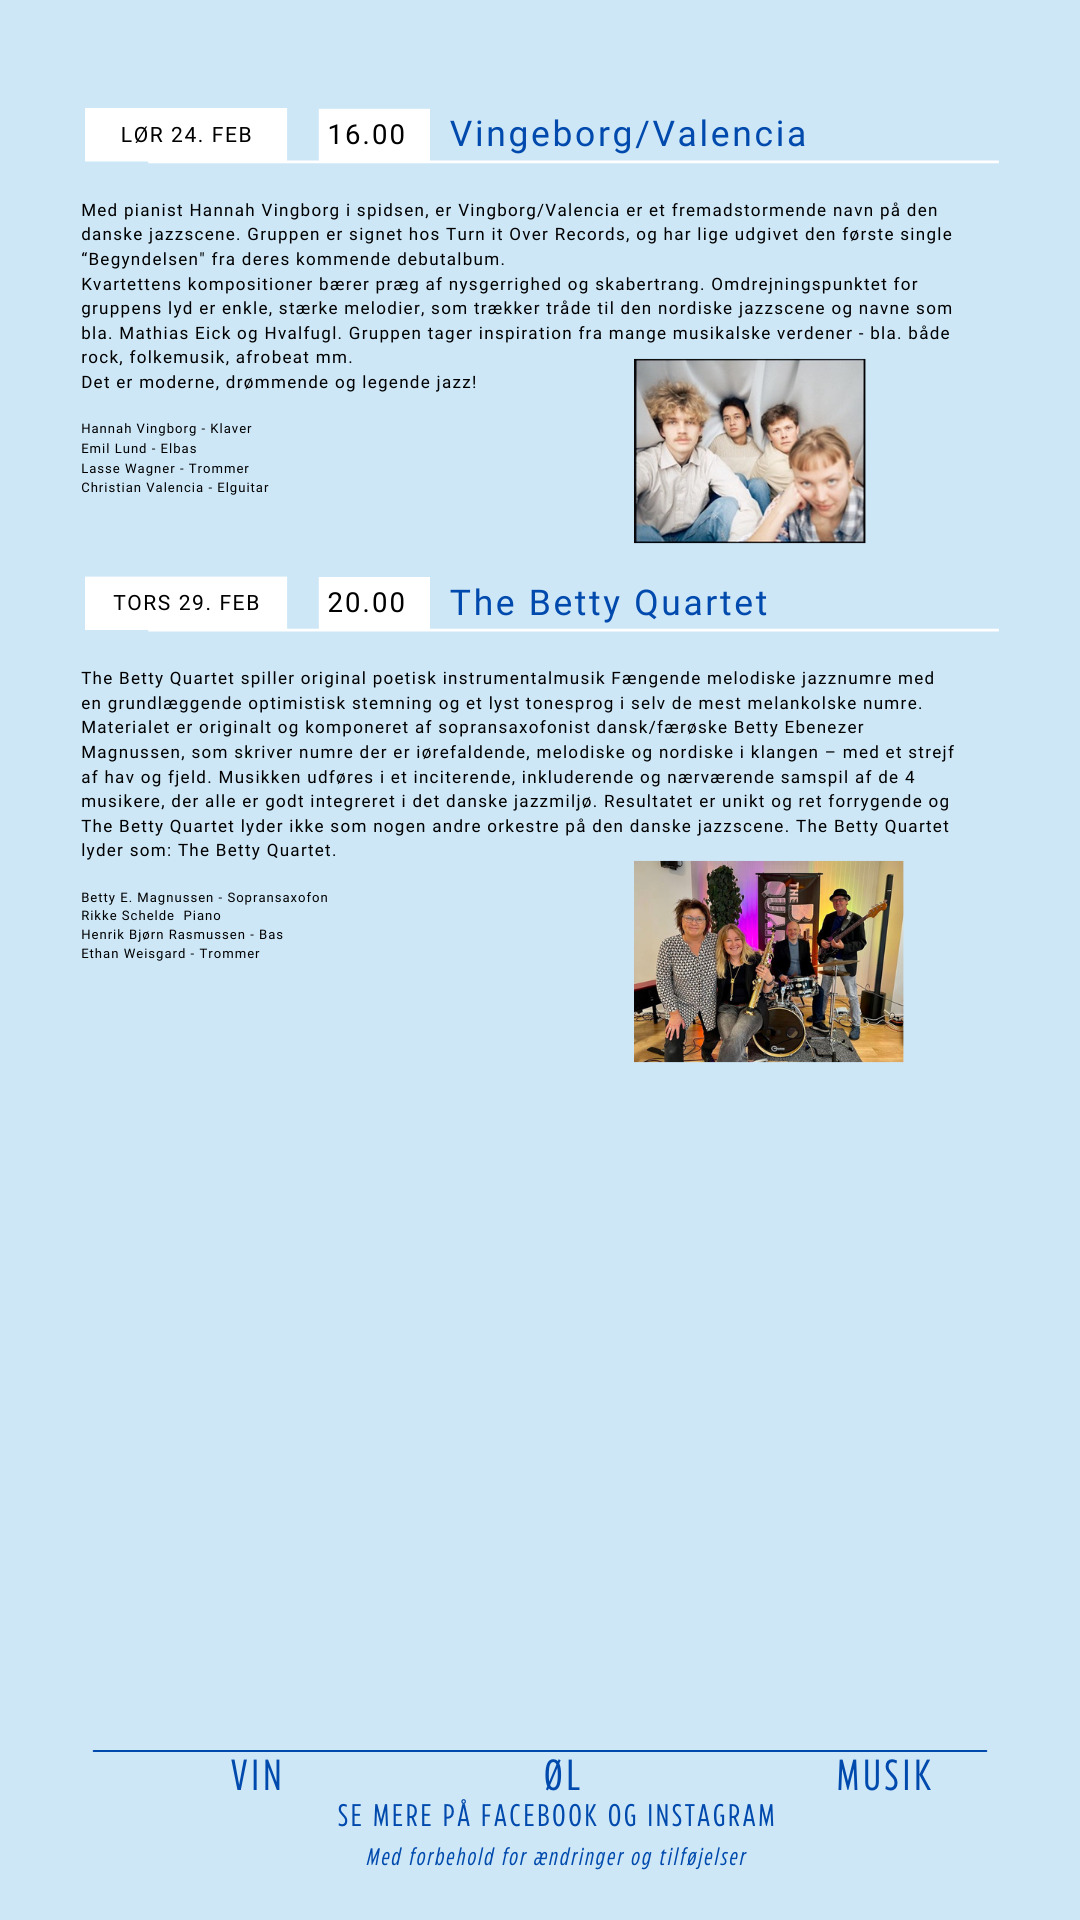 LØR 24. FEB 16.00 Vingeborg/Valencia
Med pianist Hannah Vingborg i spidsen, er Vingborg/Valencia er et fremadstormende navn på den
danske jazzscene. Gruppen er signet hos Turn it Over Records, og har lige udgivet den første single
“Begyndelsen" fra deres kommende debutalbum.
Kvartettens kompositioner bærer præg af nysgerrighed og skabertrang. Omdrejningspunktet for
gruppens lyd er enkle, stærke melodier, som trækker tråde til den nordiske jazzscene og navne som
bla. Mathias Eick og Hvalfugl. Gruppen tager inspiration fra mange musikalske verdener - bla. både
rock, folkemusik, afrobeat mm.
Det er moderne, drømmende og legende jazz!
Hannah Vingborg - Klaver
Emil Lund - Elbas
Lasse Wagner - Trommer
Christian Valencia - Elguitar
TORS 29. FEB 20.00 The Betty Quartet
The Betty Quartet spiller original poetisk instrumentalmusik Fængende melodiske jazznumre med
en grundlæggende optimistisk stemning og et lyst tonesprog i selv de mest melankolske numre.
Materialet er originalt og komponeret af sopransaxofonist dansk/færøske Betty Ebenezer
Magnussen, som skriver numre der er iørefaldende, melodiske og nordiske i klangen – med et strejf
af hav og fjeld. Musikken udføres i et inciterende, inkluderende og nærværende samspil af de 4
musikere, der alle er godt integreret i det danske jazzmiljø. Resultatet er unikt og ret forrygende og
The Betty Quartet lyder ikke som nogen andre orkestre på den danske jazzscene. The Betty Quartet
lyder som: The Betty Quartet.
Betty E. Magnussen - Sopransaxofon
Rikke Schelde  Piano
Henrik Bjørn Rasmussen - Bas
Ethan Weisgard - Trommer
THE
VIN ØL MUSIK
SE MERE PÅ FACEBOOK OG INSTAGRAM
Med forbehold for ændringer og tilføjelser